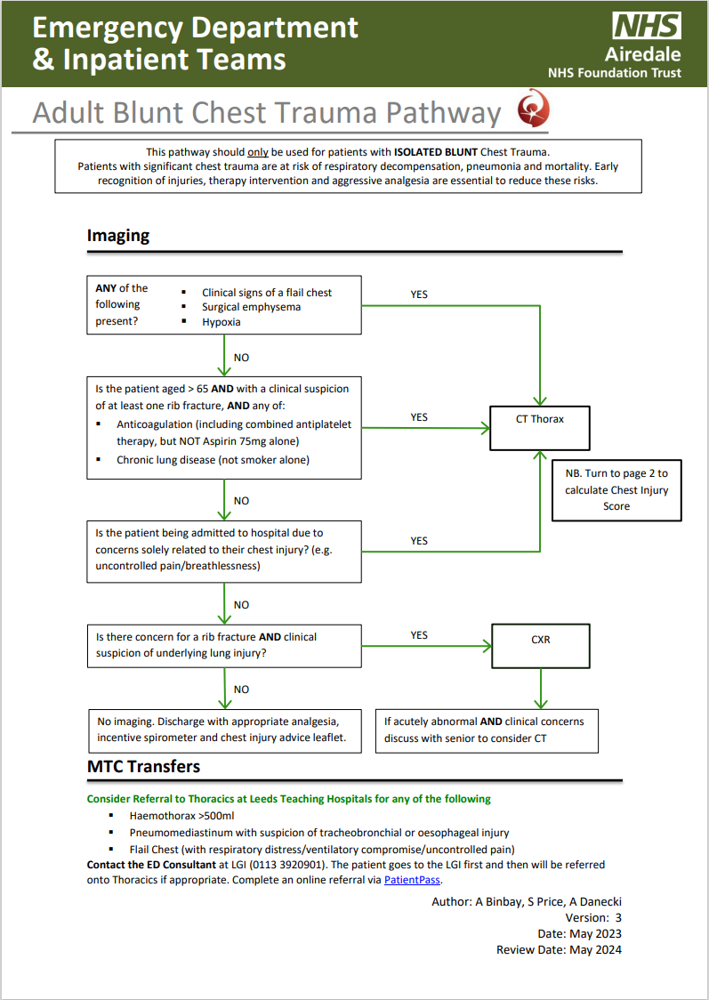 Emergency Department
& Inpatient Teams
NHS
Airedale
NHS Foundation Trust
Adult Blunt Chest Trauma Pathway
This pathway should only be used for patients with ISOLATED BLUNT Chest Trauma.
Patients with significant chest trauma are at risk of respiratory decompensation, pneumonia and mortality. Early
recognition of injuries, therapy intervention and aggressive analgesia are essential to reduce these risks.
Imaging
ANY of the
following
present?
▪ Clinical signs of a flail chest
▪ Surgical emphysema
▪ Hypoxia
YES
NO
Is the patient aged > 65 AND with a clinical suspicion
of at least one rib fracture, AND any of:
▪ Anticoagulation (including combined antiplatelet
therapy, but NOT Aspirin 75mg alone)
▪ Chronic lung disease (not smoker alone)
YES
CT Thorax
NB. Turn to page 2 to
calculate Chest Injury
Score
NO
Is the patient being admitted to hospital due to
concerns solely related to their chest injury? (e.g.
uncontrolled pain/breathlessness)
YES
NO
Is there concern for a rib fracture AND clinical
suspicion of underlying lung injury?
YES
CXR
NO
No imaging. Discharge with appropriate analgesia,
incentive spirometer and chest injury advice leaflet.
If acutely abnormal AND clinical concerns
discuss with senior to consider CT
MTC Transfers
Consider Referral to Thoracics at Leeds Teaching Hospitals for any of the following
▪ Haemothorax >500ml
▪ Pneumomediastinum with suspicion of tracheobronchial or oesophageal injury
▪ Flail Chest (with respiratory distress/ventilatory compromise/uncontrolled pain)
Contact the ED Consultant at LGI (0113 3920901). The patient goes to the LGI first and then will be referred
onto Thoracics if appropriate. Complete an online referral via PatientPass.
Author: A Binbay, S Price, A Danecki
Version: 3
Date: May 2023
Review Date: May 2024